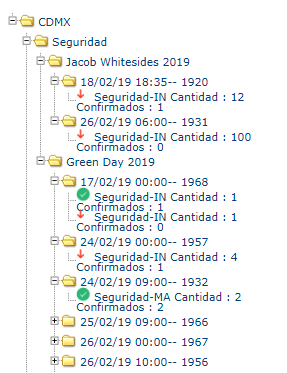 CDMX
Seguridad
Jacob Whitesides 2019
18/02/19 18:35-- 1920
Seguridad-IN Cantidad : 12
Confirmados : 1
26/02/19 06:00-- 1931
Seguridad-IN Cantidad : 100
Confirmados : 0
Green Day 2019
17/02/19 00:00-- 1968
Seguridad-IN Cantidad : 1
Confirmados : 1
Seguridad-IN Cantidad : 1
Confirmados : 0
24/02/19 00:00-- 1957
Seguridad-IN Cantidad : 4
Confirmados : 1
24/02/19 09:00-- 1932
Seguridad-MA Cantidad : 2
Confirmados : 2
25/02/19 09:00-- 1966
26/02/19 00:00-- 1967
26/02/19 10:00-- 1956